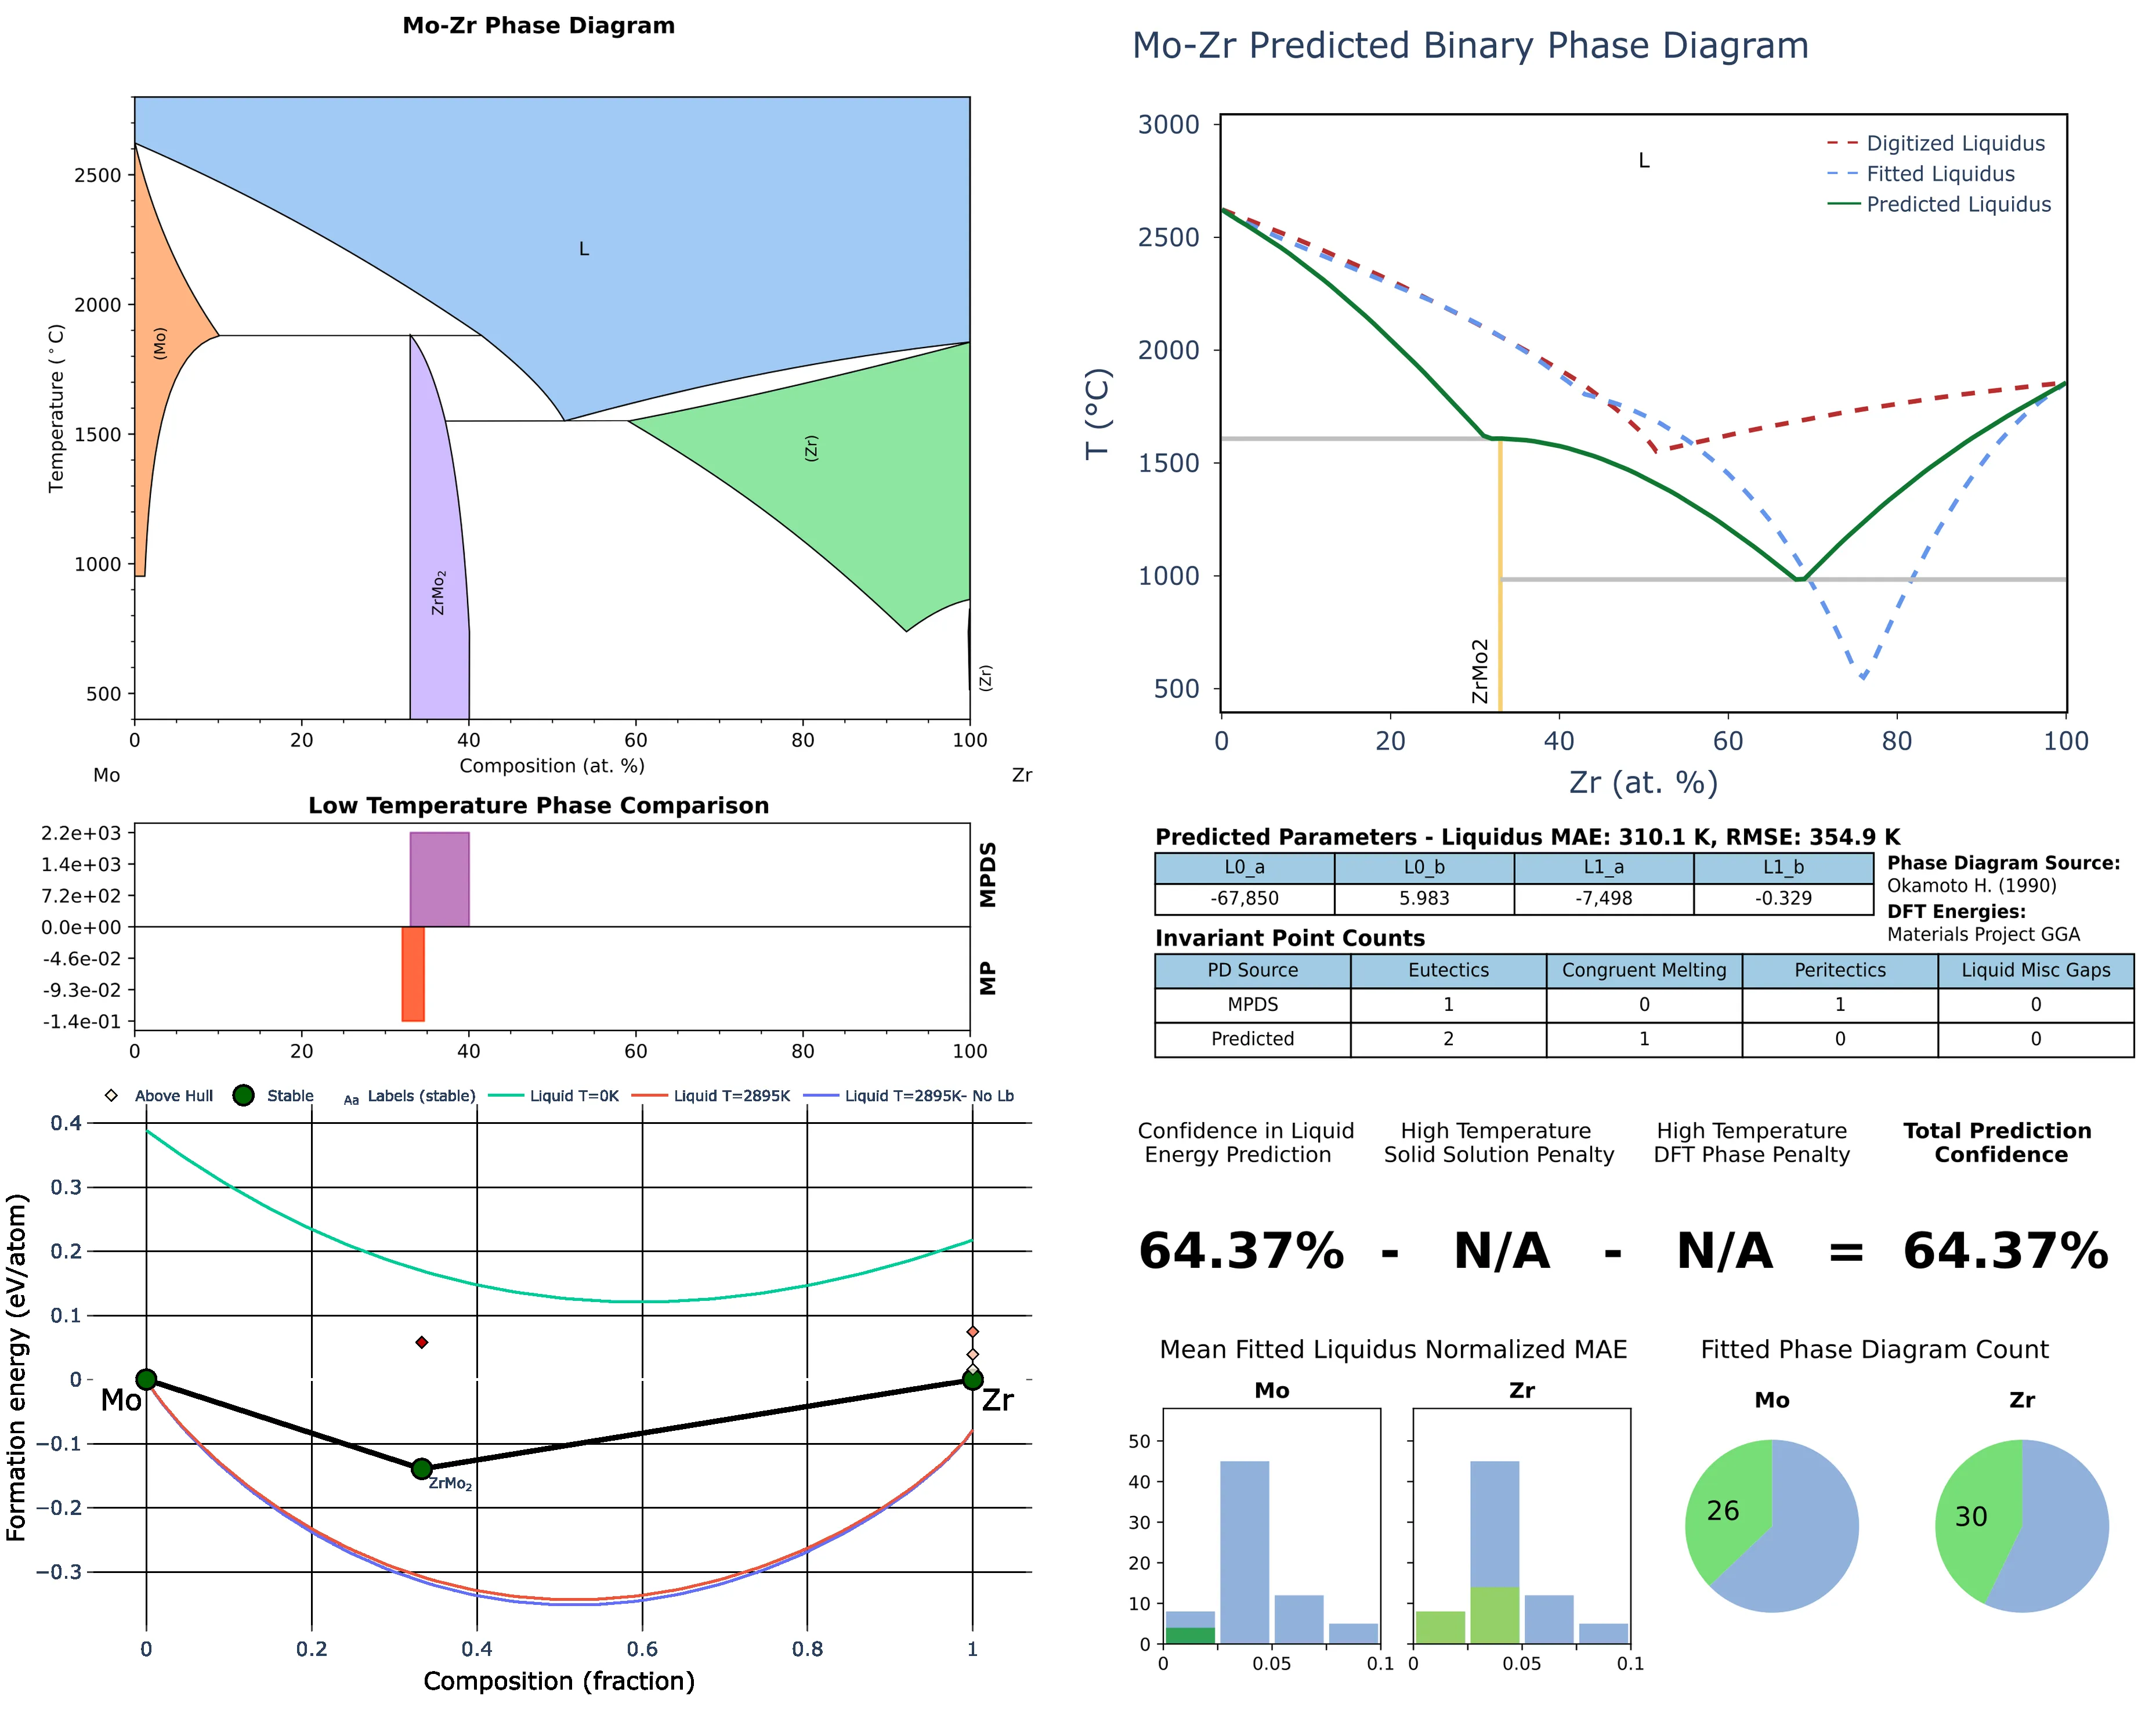 Mo-Zr Phase Diagram
2500
2000
1500
1000
500
Temperature (°C)
L
(Mo)
ZrMo2
(Zr)
(Zr)
0 20 40 60 80 100
Composition (at. %)
Mo Zr
Low Temperature Phase Comparison
2.2e+03
1.4e+03
7.2e+02
0.0e+00
-4.6e-02
-9.3e-02
-1.4e-01
MPDS
MP
0 20 40 60 80 100
Above Hull Stable Aa Labels (stable) Liquid T=0K Liquid T=2895K Liquid T=2895K- No Lb
0.4
0.3
0.2
0.1
0
−0.1
−0.2
−0.3
Formation energy (eV/atom)
Mo
Zr
ZrMo2
0 0.2 0.4 0.6 0.8 1
Composition (fraction)
Mo-Zr Predicted Binary Phase Diagram
3000
2500
2000
1500
1000
500
T (°C)
L
Digitized Liquidus
Fitted Liquidus
Predicted Liquidus
ZrMo2
0 20 40 60 80 100
Zr (at. %)
Predicted Parameters - Liquidus MAE: 310.1 K, RMSE: 354.9 K
L0_a L0_b L1_a L1_b
-67,850 5.983 -7,498 -0.329
Phase Diagram Source:
Okamoto H. (1990)
DFT Energies:
Materials Project GGA
Invariant Point Counts
PD Source Eutectics Congruent Melting Peritectics Liquid Misc Gaps
MPDS 1 0 1 0
Predicted 2 1 0 0
Confidence in Liquid Energy Prediction
High Temperature Solid Solution Penalty
High Temperature DFT Phase Penalty
Total Prediction Confidence
64.37% - N/A - N/A = 64.37%
Mean Fitted Liquidus Normalized MAE
Mo Zr
50
40
30
20
10
0
0 0.05 0.1
0 0.05 0.1
Fitted Phase Diagram Count
Mo Zr
26 30